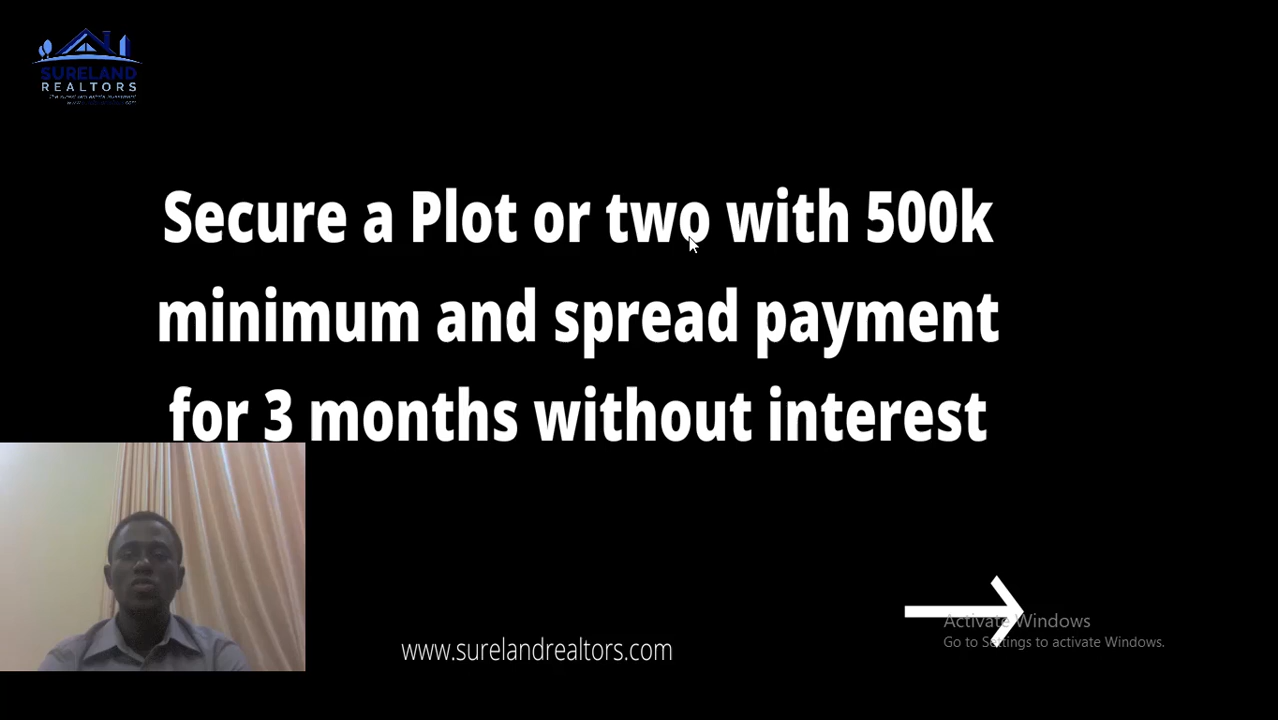 SURELAND
REALTORS
Secure a Plot or two with 500k
minimum and spread payment
for 3 months without interest
www.surelandrealtors.com
Activate Windows
Go to Settings to activate Windows.